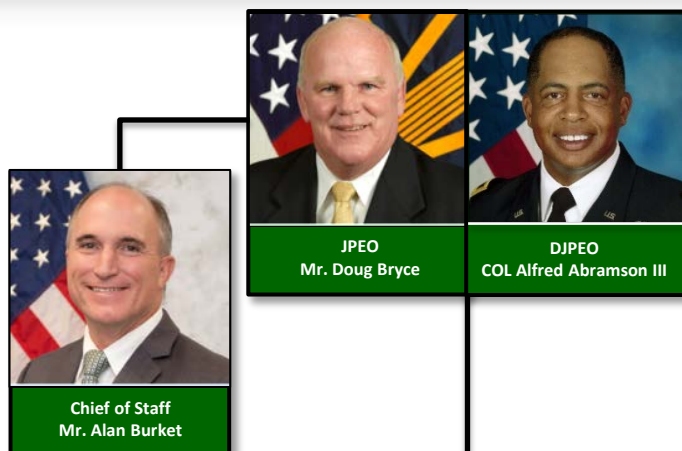 JPEO
Mr. Doug Bryce
DJPEO
COL Alfred Abramson III
Chief of Staff
Mr. Alan Burket